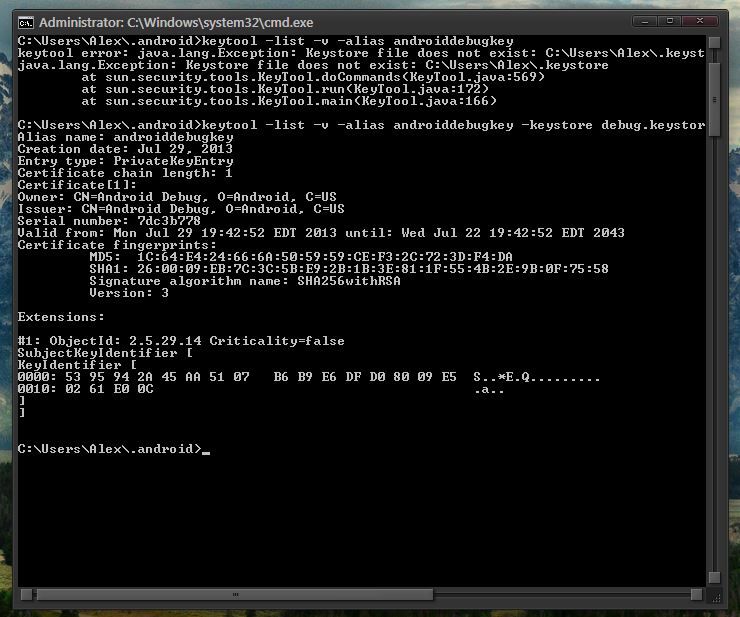 Administrator: C:\Windows\system32\cmd.exe
C:\Users\Alex\.android>keytool -list -v -alias androiddebugkey
keytool error: java.lang.Exception: Keystore file does not exist: C:\Users\Alex\.keyst
java.lang.Exception: Keystore file does not exist: C:\Users\Alex\.keystore
at sun.security.tools.KeyTool.doCommands(KeyTool.java:569)
at sun.security.tools.KeyTool.run(KeyTool.java:172)
at sun.security.tools.KeyTool.main(KeyTool.java:166)
C:\Users\Alex\.android>keytool -list -v -alias androiddebugkey -keystore debug.keystor
Alias name: androiddebugkey
Creation date: Jul 29, 2013
Entry type: PrivateKeyEntry
Certificate chain length: 1
Certificate[1]:
Owner: CN=Android Debug, O=Android, C=US
Issuer: CN=Android Debug, O=Android, C=US
Serial number: 7dc3b778
Valid from: Mon Jul 29 19:42:52 EDT 2013 until: Wed Jul 22 19:42:52 EDT 2043
Certificate fingerprints:
MD5:  1C:64:E4:24:66:6A:50:59:59:CE:F3:2C:72:3D:F4:DA
SHA1: 26:00:09:EB:7C:3C:5B:E9:2B:1B:3E:81:1F:55:4B:2E:9B:0F:75:58
Signature algorithm name: SHA256withRSA
Version: 3
Extensions:
#1: ObjectId: 2.5.29.14 Criticality=false
SubjectKeyIdentifier [
KeyIdentifier [
0000: 53 95 94 2A 45 AA 51 07   B6 B9 E6 DF D0 80 09 E5  S..*E.Q.........
0010: 02 61 E0 0C                                        .a..
]
]
C:\Users\Alex\.android>_